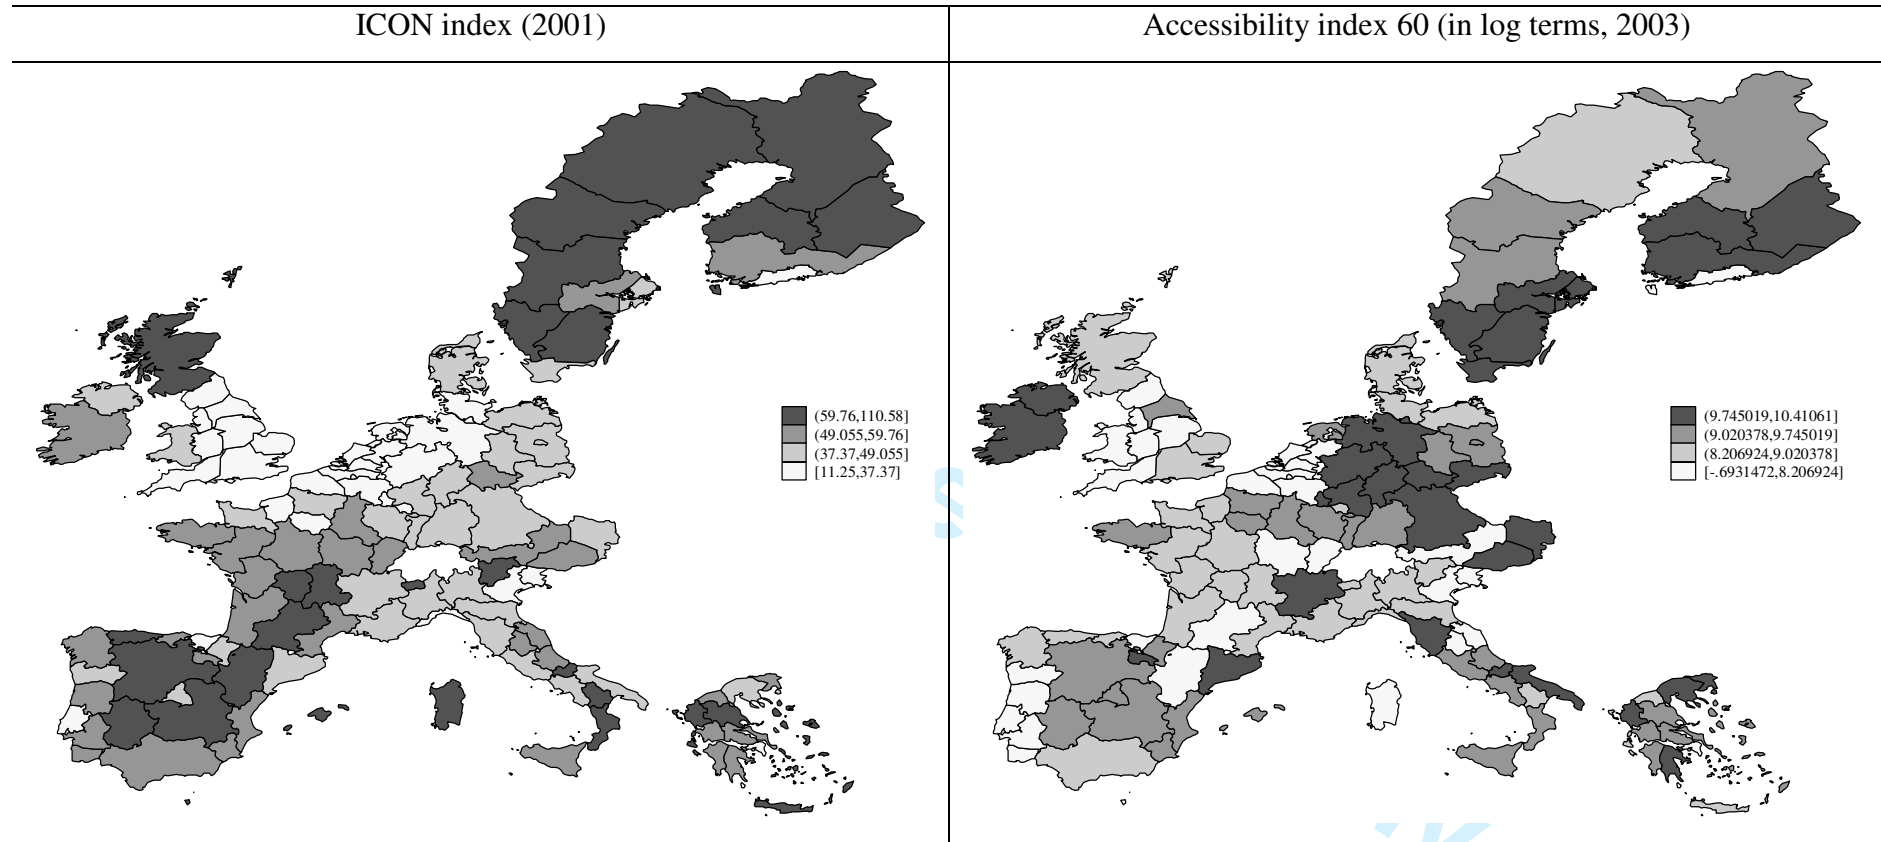 ICON index (2001)
Accessibility index 60 (in log terms, 2003)
(59.76,110.58]
(49.055,59.76]
(37.37,49.055]
[11.25,37.37]
(9.745019,10.41061]
(9.020378,9.745019]
(8.206924,9.020378]
[-.6931472,8.206924]
s